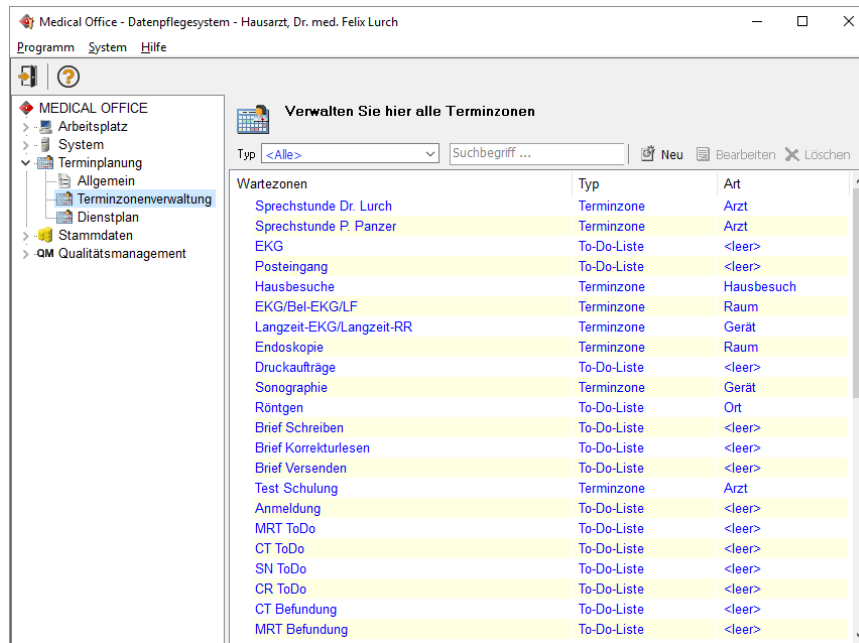 Medical Office - Datenpflegesystem - Hausarzt, Dr. med. Felix Lurch
Programm System Hilfe
MEDICAL OFFICE
Arbeitsplatz
System
Terminplanung
Allgemein
Terminzonenverwaltung
Dienstplan
Stammdaten
QM Qualitätsmanagement
Verwalten Sie hier alle Terminzonen
Typ <Alle> Suchbegriff ... Neu Bearbeiten Löschen
Wartezonen Typ Art
Sprechstunde Dr. Lurch Terminzone Arzt
Sprechstunde P. Panzer Terminzone Arzt
EKG To-Do-Liste <leer>
Posteingang To-Do-Liste <leer>
Hausbesuche Terminzone Hausbesuch
EKG/Bel-EKG/LF Terminzone Raum
Langzeit-EKG/Langzeit-RR Terminzone Gerät
Endoskopie Terminzone Raum
Druckaufträge To-Do-Liste <leer>
Sonographie Terminzone Gerät
Röntgen To-Do-Liste Ort
Brief Schreiben To-Do-Liste <leer>
Brief Korrekturlesen To-Do-Liste <leer>
Brief Versenden To-Do-Liste <leer>
Test Schulung Terminzone Arzt
Anmeldung To-Do-Liste <leer>
MRT ToDo To-Do-Liste <leer>
CT ToDo To-Do-Liste <leer>
SN ToDo To-Do-Liste <leer>
CR ToDo To-Do-Liste <leer>
CT Befundung To-Do-Liste <leer>
MRT Befundung To-Do-Liste <leer>